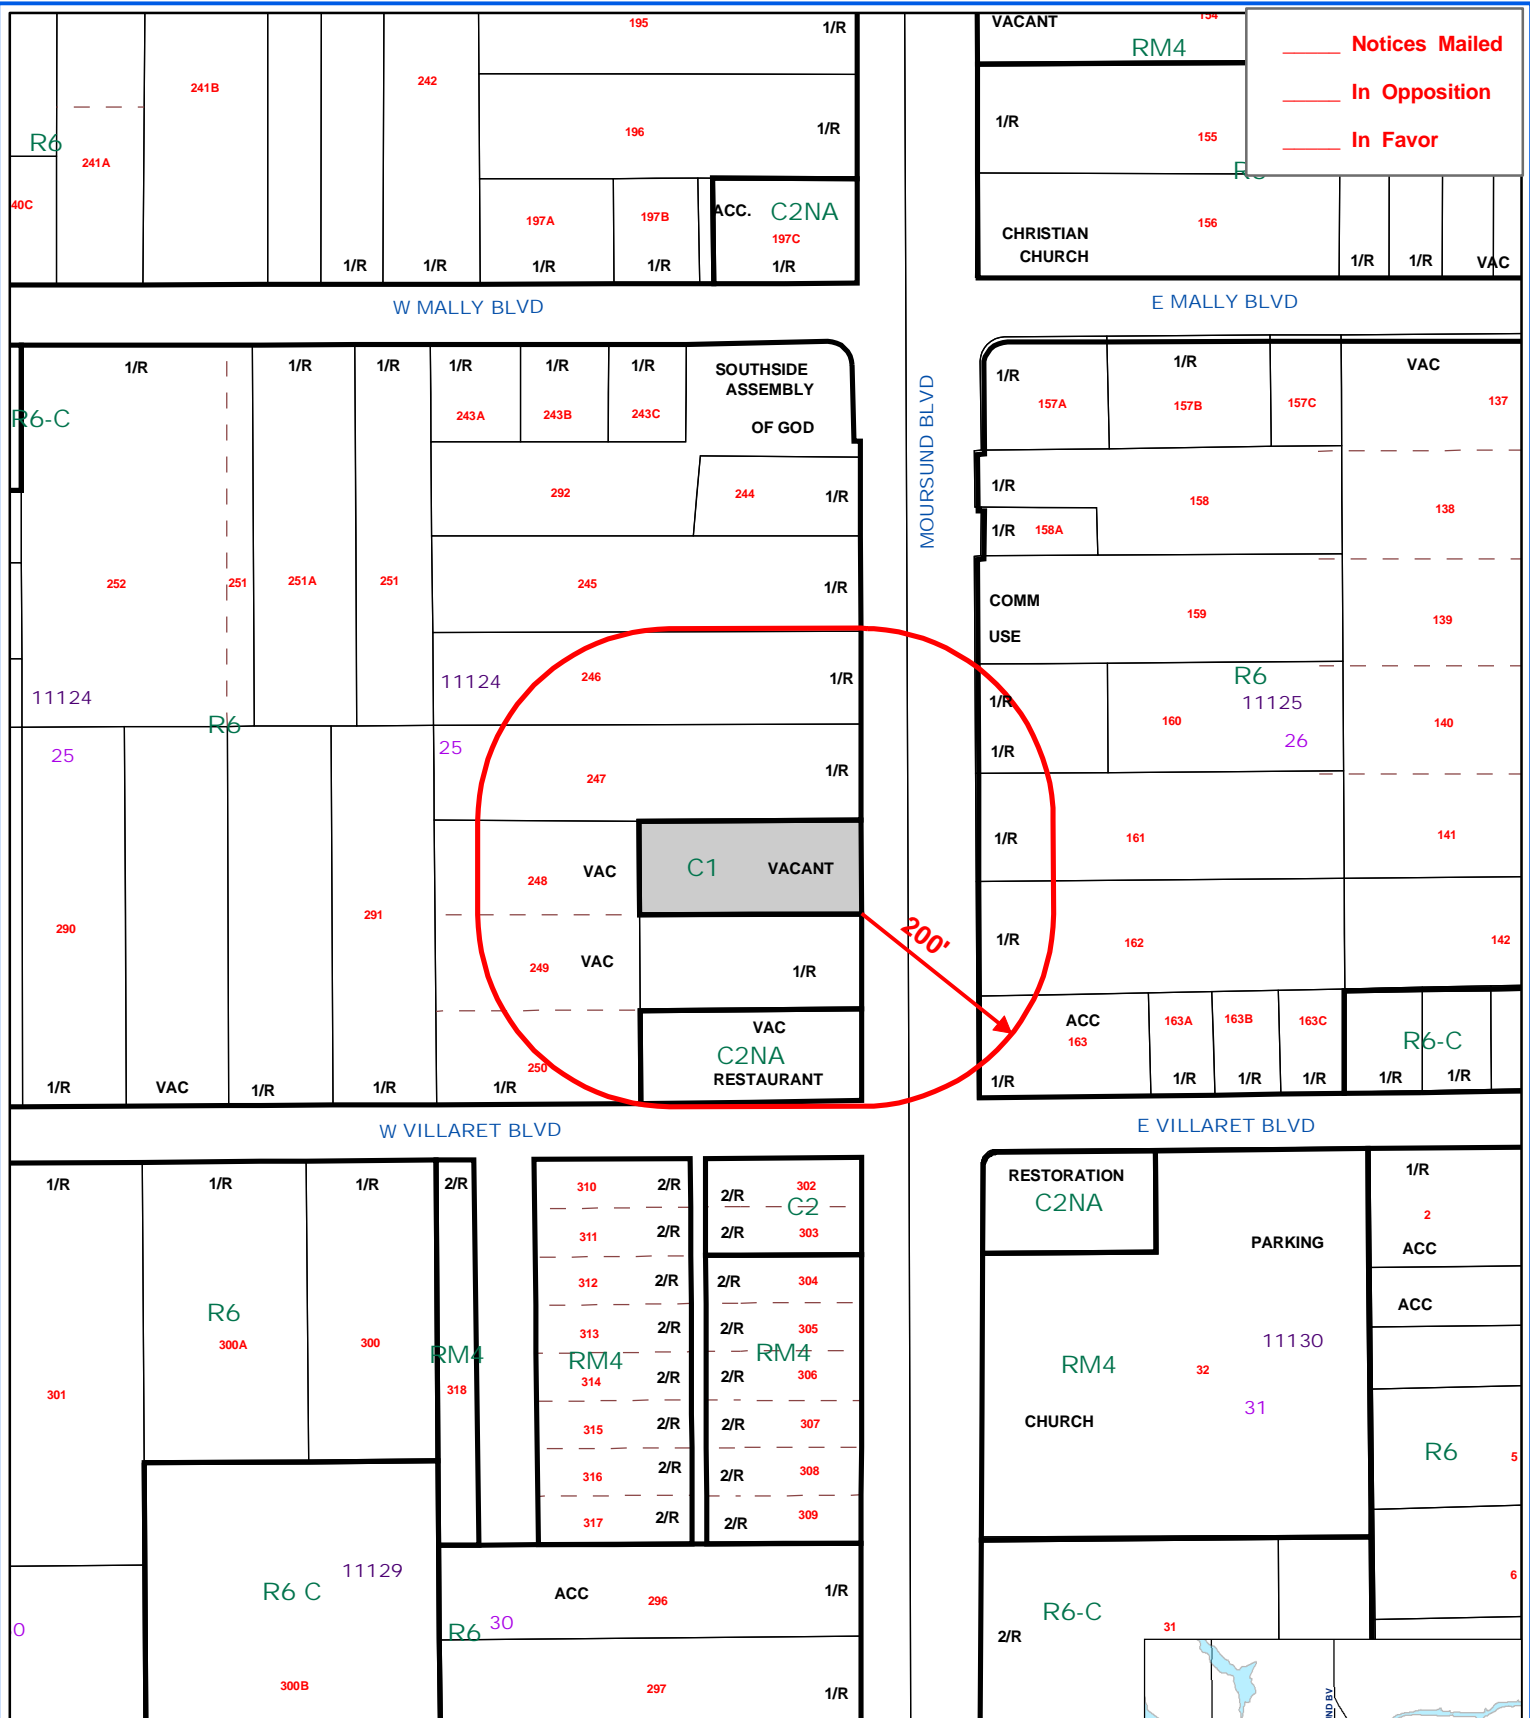 195
1/R
VACANT
154
RM4
_____ Notices Mailed
_____ In Opposition
_____ In Favor
241B
242
R6
241A
196
1/R
1/R
155
R6
40C
197A
197B
ACC.
C2NA
197C
156
CHRISTIAN
CHURCH
1/R
1/R
1/R
1/R
1/R
1/R
1/R
VAC
W MALLY BLVD
E MALLY BLVD
MOURSUND BLVD
1/R
1/R
1/R
1/R
1/R
1/R
SOUTHSIDE
ASSEMBLY
OF GOD
R6-C
243A
243B
243C
1/R
1/R
VAC
157A
157B
157C
137
292
244
1/R
1/R
158
138
1/R
158A
252
251
251A
251
245
1/R
COMM
USE
159
139
11124
11124
246
1/R
R6
1/R
11125
160
140
26
R6
25
25
247
1/R
1/R
248
VAC
C1
VACANT
1/R
161
141
290
291
249
VAC
1/R
200'
1/R
162
142
VAC
C2NA
RESTAURANT
250
1/R
VAC
1/R
1/R
1/R
ACC
163
163A
163B
163C
R6-C
1/R
1/R
1/R
1/R
1/R
1/R
W VILLARET BLVD
E VILLARET BLVD
1/R
1/R
1/R
2/R
310
2/R
2/R
302
C2
311
2/R
2/R
303
RESTORATION
C2NA
PARKING
1/R
2
ACC
312
2/R
2/R
304
ACC
R6
300A
300
RM4
313
2/R
2/R
305
RM4
RM4
11130
301
318
314
2/R
2/R
306
RM4
32
31
315
2/R
2/R
307
CHURCH
R6
5
316
2/R
2/R
308
317
2/R
2/R
309
R6 C
11129
ACC
296
1/R
6
0
R6
30
R6-C
2/R
31
300B
297
1/R
ND BV